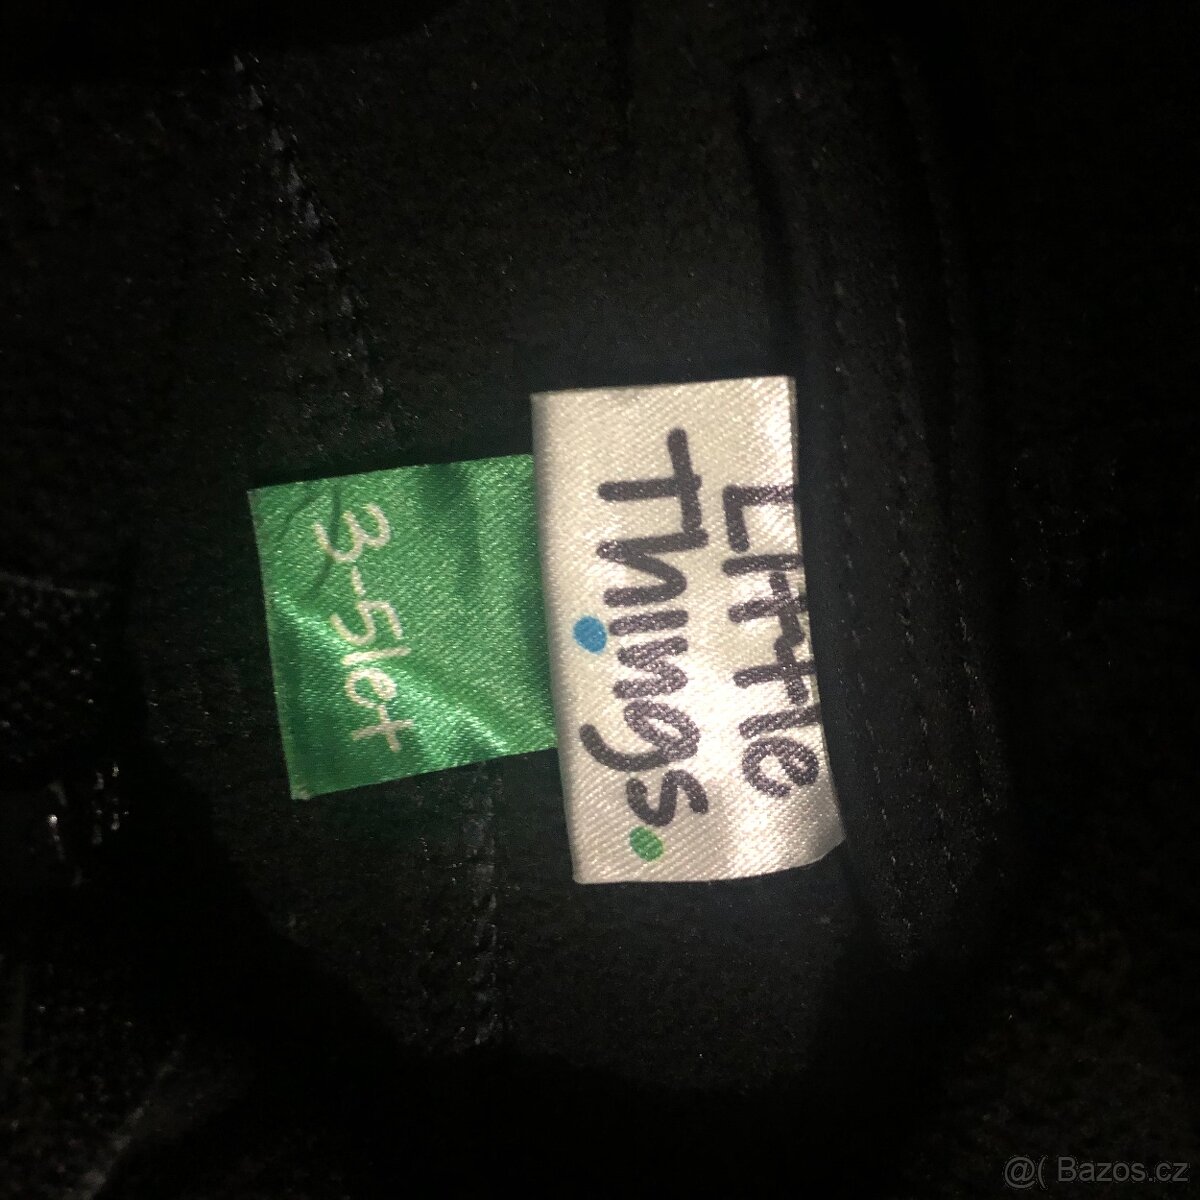 Little
Things.
3-5let
@( Bazos.cz